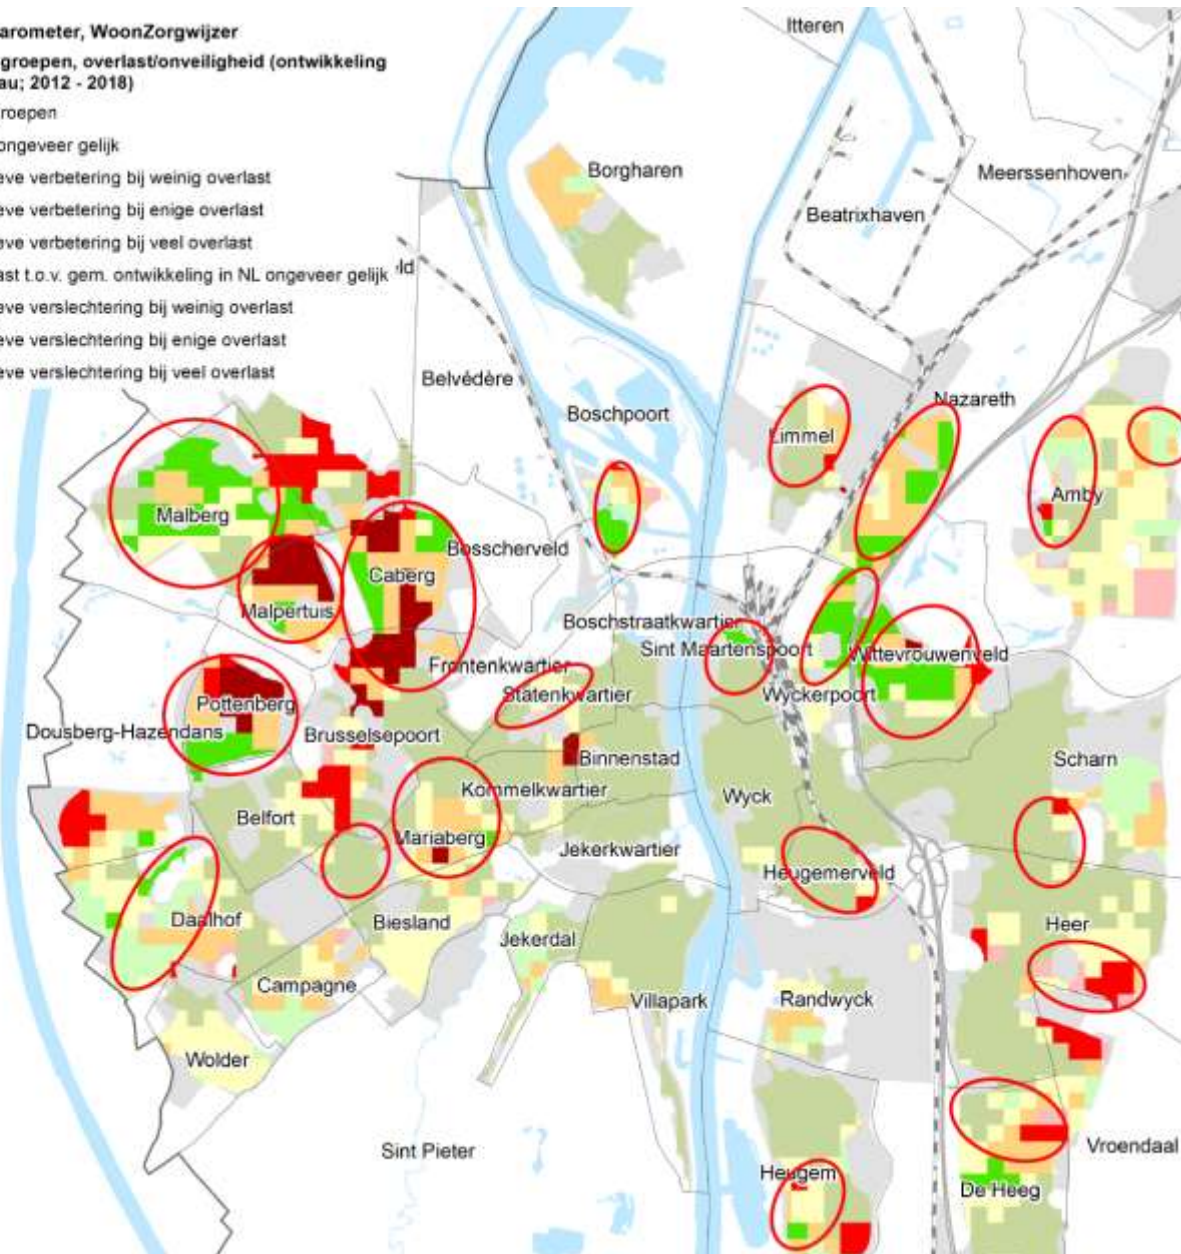 arometer, WoonZorgwijzer
groepen, overlast/onveiligheid (ontwikkeling
au; 2012 - 2018)
roepen
ongeveer gelijk
eve verbetering bij weinig overlast
eve verbetering bij enige overlast
eve verbetering bij veel overlast
ast t.o.v. gem. ontwikkeling in NL ongeveer gelijk
eve verslechtering bij weinig overlast
eve verslechtering bij enige overlast
eve verslechtering bij veel overlast
Itteren
Borgharen
Meerssenhoven
Beatrixhaven
ld
Belvédère
Boschpoort
Nazareth
Limmel
Amby
Malberg
Bosscherveld
Caberg
Malpertuis
Boschstraatkwartier
Sint Maartenspoort
Wittevrouwenveld
Frontenkwartier
Statenkwartier
Wyckerpoort
Pottenberg
Dousberg-Hazendans
Brusselsepoort
Binnenstad
Scharn
Kommelkwartier
Wyck
Belfort
Mariaberg
Jekerkwartier
Heugemerveld
Daalhof
Biesland
Heer
Jekerdal
Campagne
Villapark
Randwyck
Wolder
Sint Pieter
Vroendaal
Heugem
De Heeg